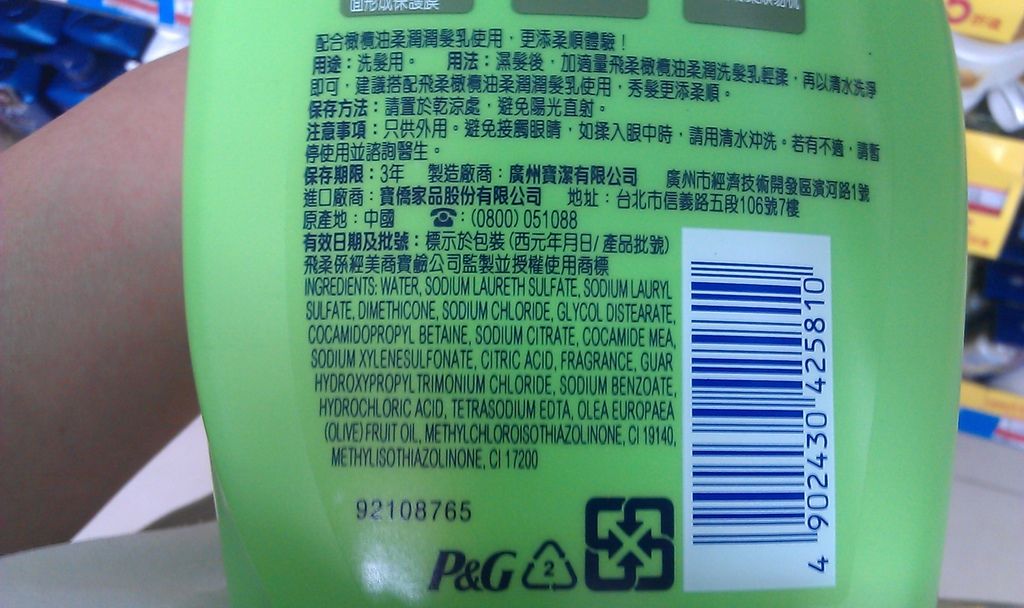 面形成保護膜
配合橄欖油柔潤潤髮乳使用，更添柔順體驗！
用途：洗髮用。 用法：濕髮後，加適量飛柔橄欖油柔潤洗髮乳輕揉，再以清水洗淨
即可，建議搭配飛柔橄欖油柔潤潤髮乳使用，秀髮更添柔順。
保存方法：請置於乾涼處，避免陽光直射。
注意事項：只供外用。避免接觸眼睛，如揉入眼中時，請用清水沖洗。若有不適，請暫
停使用並諮詢醫生。
保存期限：3年 製造廠商：廣州寶潔有限公司 廣州市經濟技術開發區濱河路1號
進口廠商：寶僑家品股份有限公司 地址：台北市信義路五段106號7樓
原產地：中國 ☎：(0800) 051088
有效日期及批號：標示於包裝(西元年月日/產品批號)
飛柔係經美商寶鹼公司監製並授權使用商標
INGREDIENTS: WATER, SODIUM LAURETH SULFATE, SODIUM LAURYL
SULFATE, DIMETHICONE, SODIUM CHLORIDE, GLYCOL DISTEARATE,
COCAMIDOPROPYL BETAINE, SODIUM CITRATE, COCAMIDE MEA,
SODIUM XYLENESULFONATE, CITRIC ACID, FRAGRANCE, GUAR
HYDROXYPROPYLTRIMONIUM CHLORIDE, SODIUM BENZOATE,
HYDROCHLORIC ACID, TETRASODIUM EDTA, OLEA EUROPAEA
(OLIVE) FRUIT OIL, METHYLCHLOROISOTHIAZOLINONE, CI 19140,
METHYLISOTHIAZOLINONE, CI 17200
92108765
P&G
2
4 902430 425810